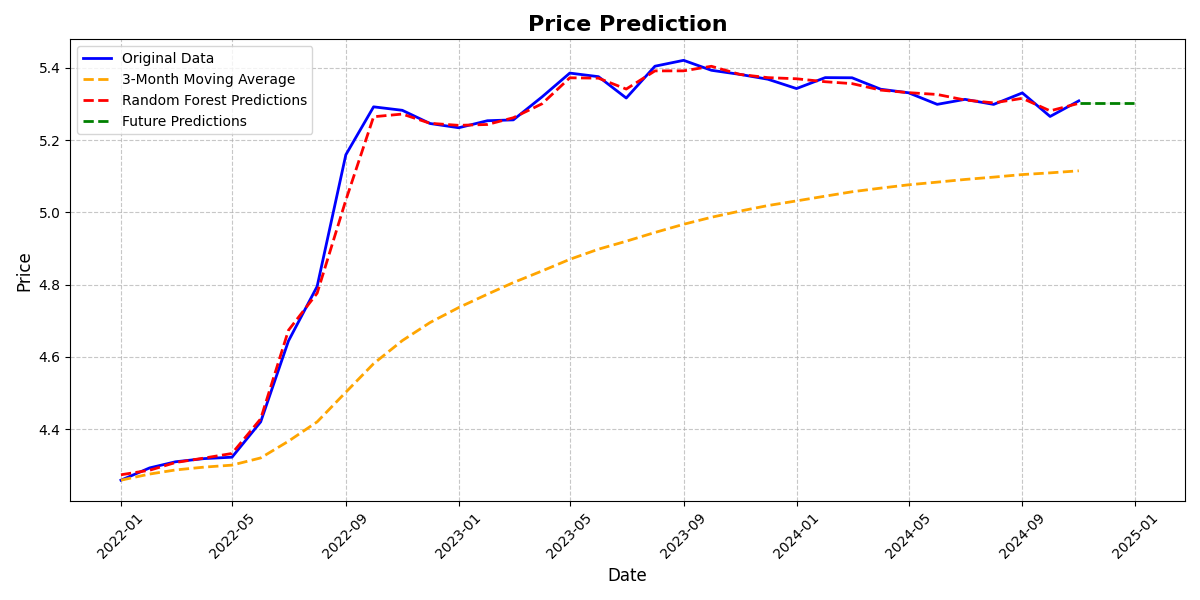 Price Prediction
Original Data
3-Month Moving Average
Random Forest Predictions
Future Predictions
Price
5.4
5.2
5.0
4.8
4.6
4.4
2022-01
2022-05
2022-09
2023-01
2023-05
2023-09
2024-01
2024-05
2024-09
2025-01
Date